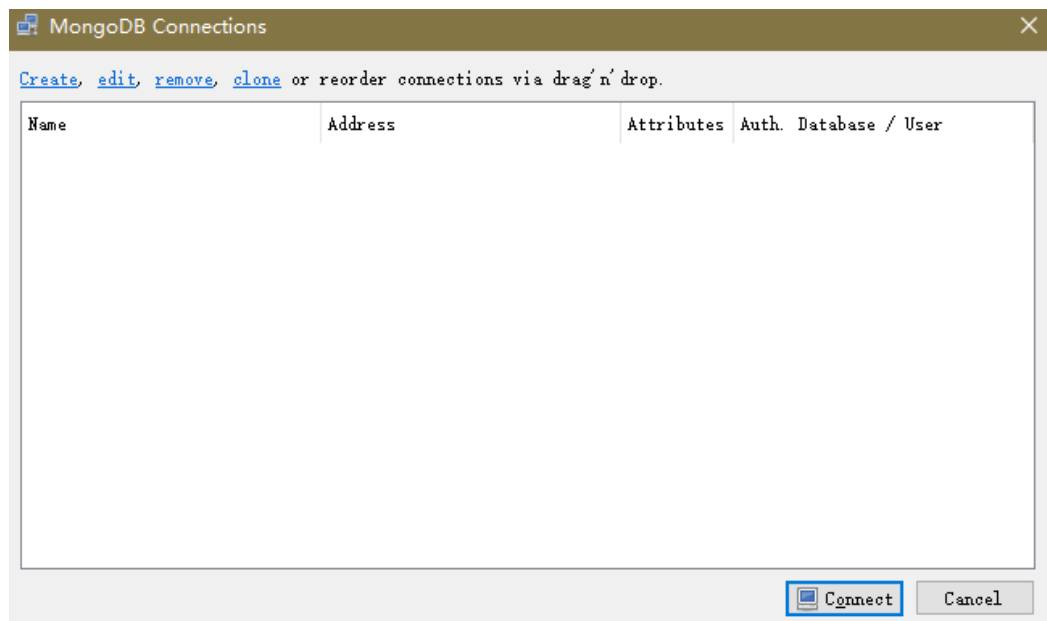 MongoDB Connections
Create, edit, remove, clone or reorder connections via drag'n'drop.
Name Address Attributes Auth. Database / User
Connect Cancel